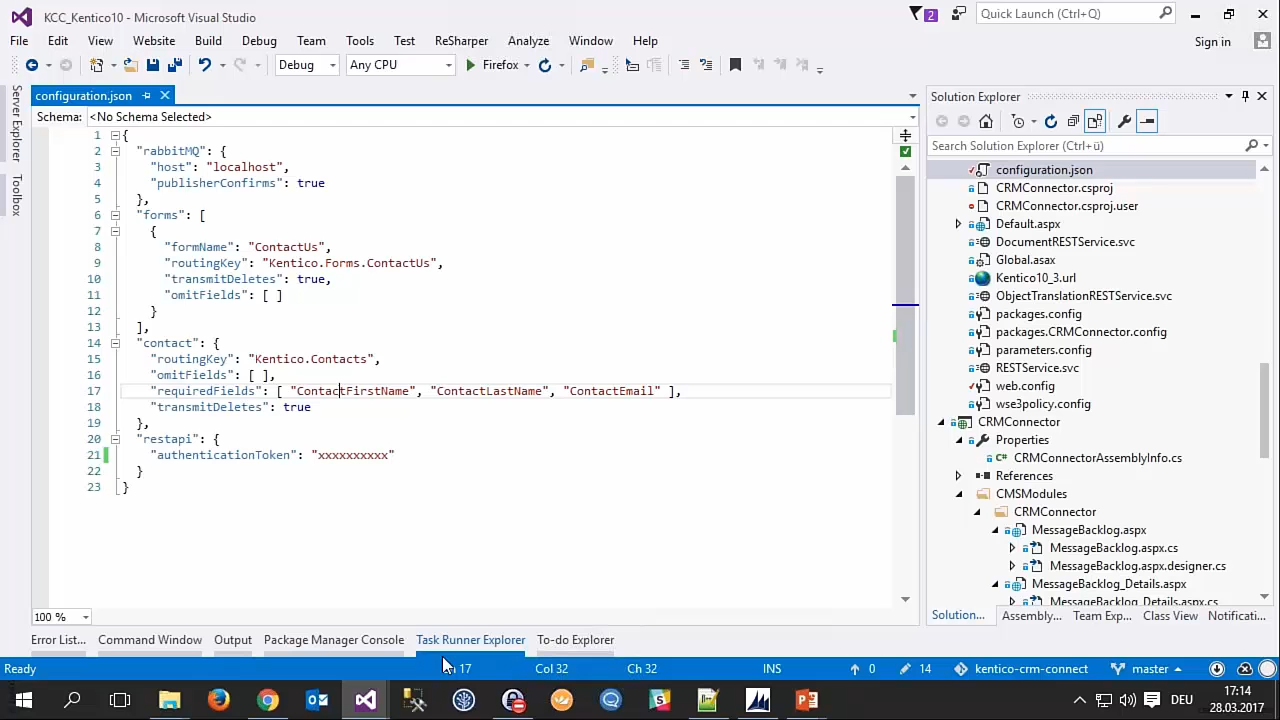 KCC_Kentico10 - Microsoft Visual Studio
2
Quick Launch (Ctrl+Q)
File Edit View Website Build Debug Team Tools Test ReSharper Analyze Window Help
Sign in
Debug Any CPU Firefox
Server Explorer
Toolbox
configuration.json
Schema: <No Schema Selected>
1 {
2 "rabbitMQ": {
3 "host": "localhost",
4 "publisherConfirms": true
5 },
6 "forms": [
7 {
8 "formName": "ContactUs",
9 "routingKey": "Kentico.Forms.ContactUs",
10 "transmitDeletes": true,
11 "omitFields": [ ]
12 }
13 ],
14 "contact": {
15 "routingKey": "Kentico.Contacts",
16 "omitFields": [ ],
17 "requiredFields": [ "ContactFirstName", "ContactLastName", "ContactEmail" ],
18 "transmitDeletes": true
19 },
20 "restapi": {
21 "authenticationToken": "xxxxxxxxxx"
22 }
23 }
100 %
Solution Explorer
Search Solution Explorer (Ctrl+ü)
configuration.json
CRMConnector.csproj
CRMConnector.csproj.user
Default.aspx
DocumentRESTService.svc
Global.asax
Kentico10_3.url
ObjectTranslationRESTService.svc
packages.config
packages.CRMConnector.config
parameters.config
RESTService.svc
web.config
wse3policy.config
CRMConnector
Properties
C# CRMConnectorAssemblyInfo.cs
References
CMSModules
CRMConnector
MessageBacklog.aspx
MessageBacklog.aspx.cs
MessageBacklog.aspx.designer.cs
MessageBacklog_Details.aspx
MessageBacklog_Details.aspx.cs
Solution... Assembly... Team Exp... Class View Notificati...
Error List... Command Window Output Package Manager Console Task Runner Explorer To-do Explorer
Ready 17 Col 32 Ch 32 INS 0 14 kentico-crm-connect master
DEU
17:14
28.03.2017